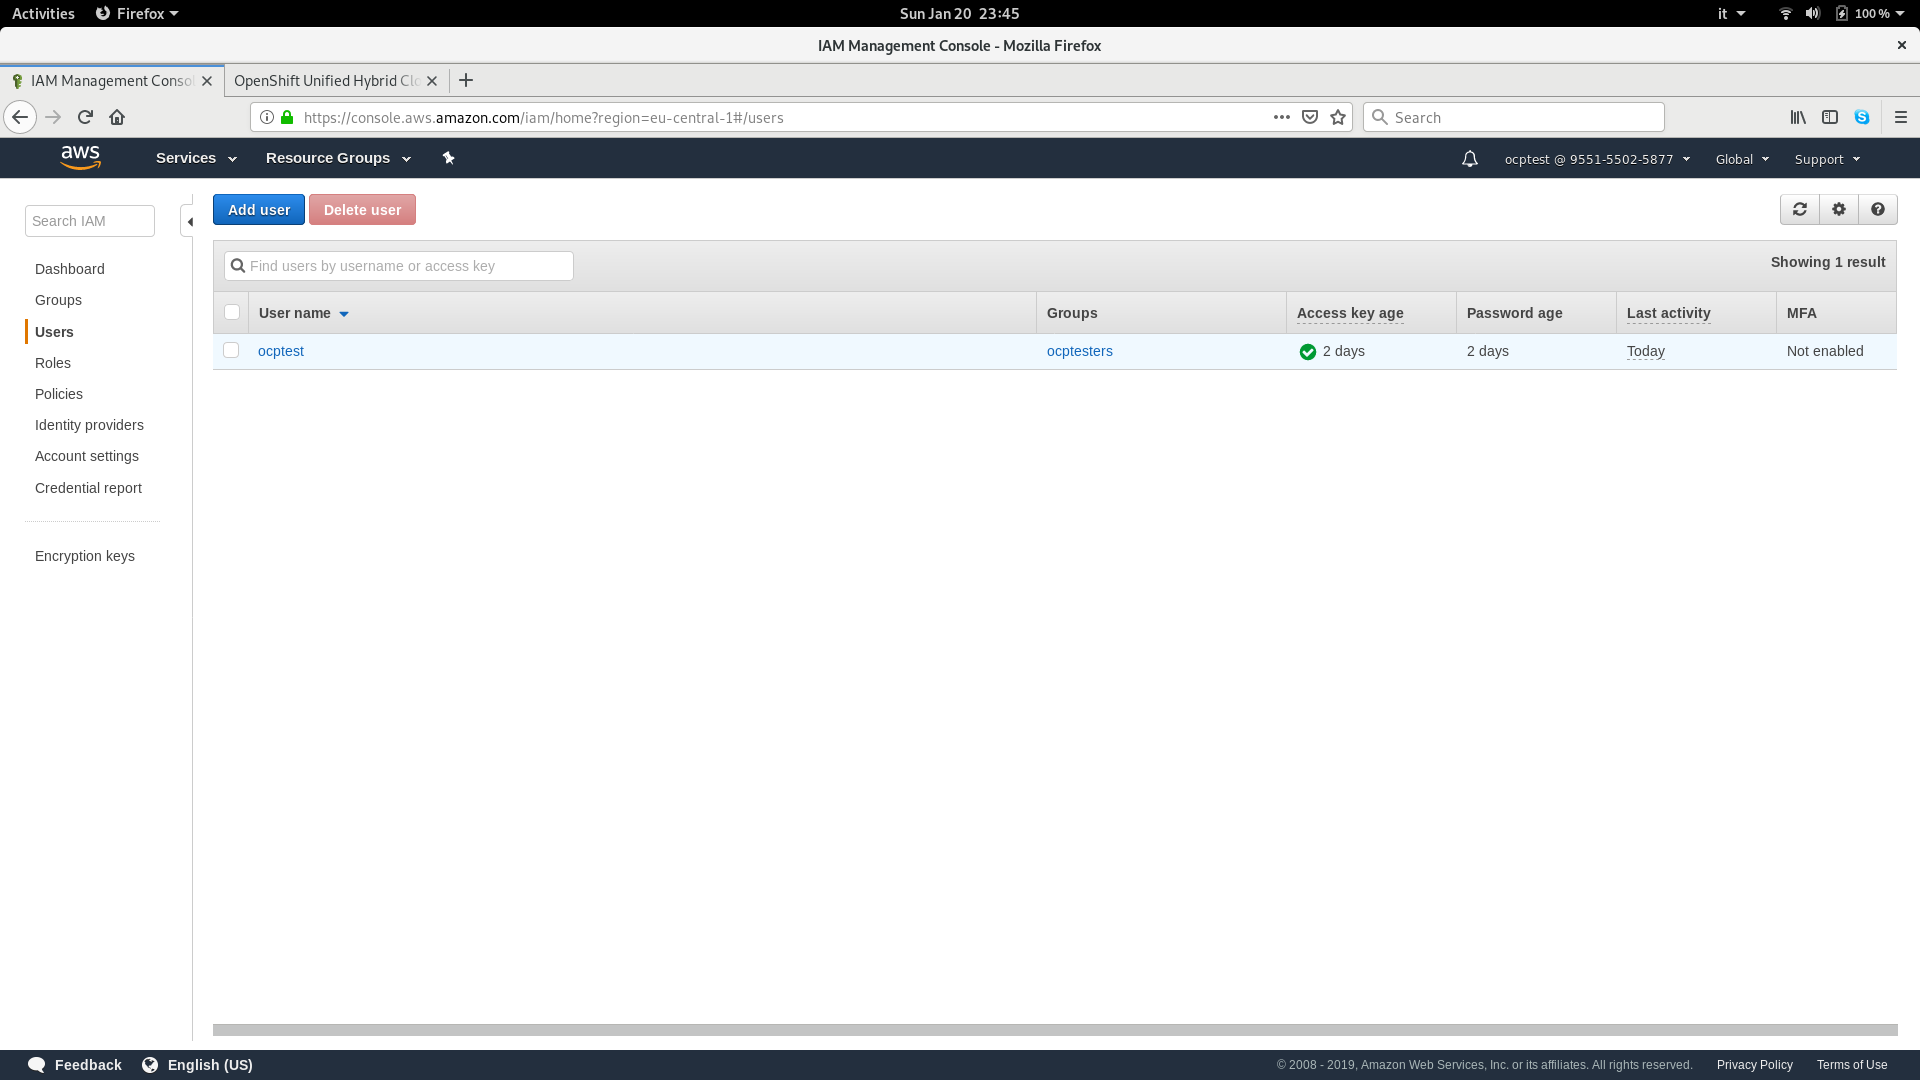 Activities Firefox Sun Jan 20 23:45 it 100 %
IAM Management Console - Mozilla Firefox
IAM Management Consol OpenShift Unified Hybrid Clo
https://console.aws.amazon.com/iam/home?region=eu-central-1#/users Search
aws Services Resource Groups ocptest @ 9551-5502-5877 Global Support
Search IAM
Dashboard
Groups
Users
Roles
Policies
Identity providers
Account settings
Credential report
Encryption keys
Add user Delete user
Find users by username or access key Showing 1 result
User name Groups Access key age Password age Last activity MFA
ocptest ocptesters 2 days 2 days Today Not enabled
Feedback English (US) © 2008 - 2019, Amazon Web Services, Inc. or its affiliates. All rights reserved. Privacy Policy Terms of Use